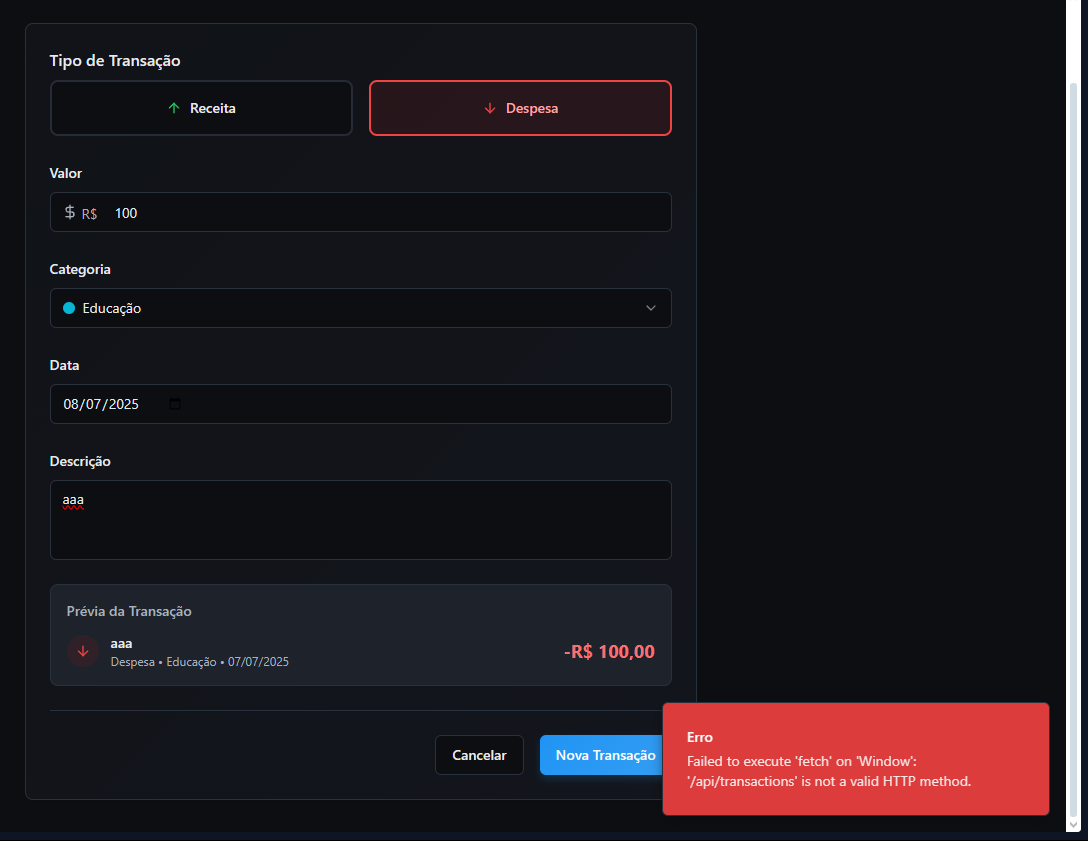 Tipo de Transação
↑ Receita
↓ Despesa
Valor
$ R$ 100
Categoria
Educação
Data
08/07/2025
Descrição
aaa
Prévia da Transação
aaa
Despesa • Educação • 07/07/2025
-R$ 100,00
Cancelar
Nova Transação
Erro
Failed to execute 'fetch' on 'Window':
'/api/transactions' is not a valid HTTP method.